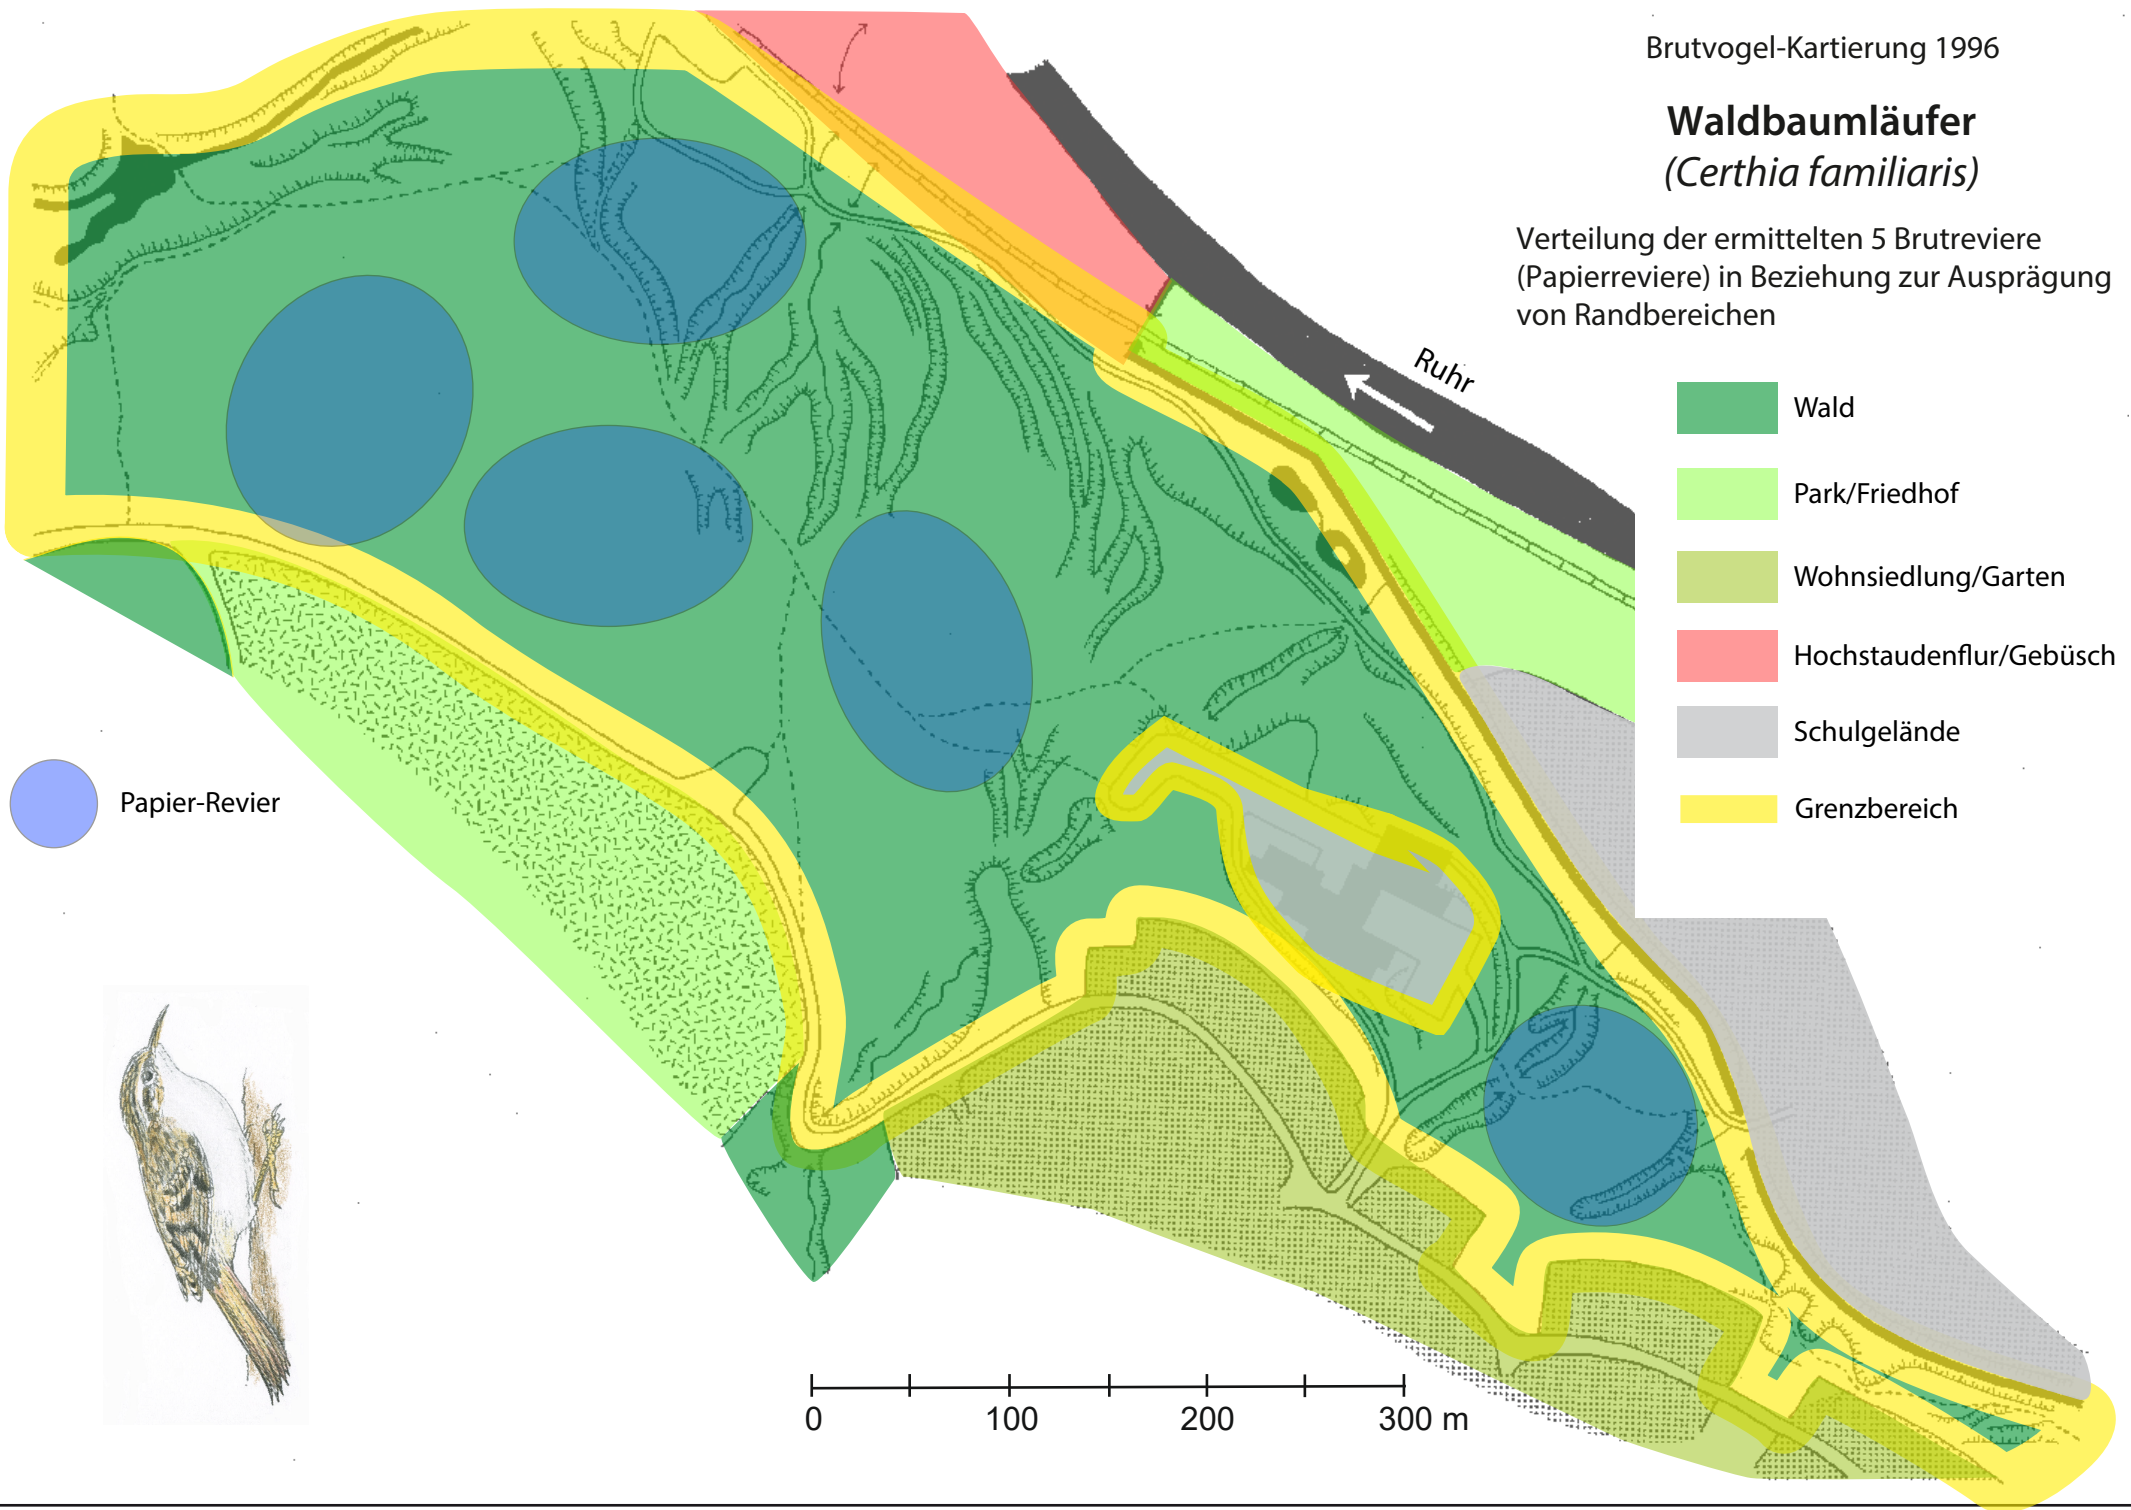 Brutvogel-Kartierung 1996
Waldbaumläufer
(Certhia familiaris)
Verteilung der ermittelten 5 Brutreviere
(Papierreviere) in Beziehung zur Ausprägung
von Randbereichen
Ruhr
Wald
Park/Friedhof
Wohnsiedlung/Garten
Hochstaudenflur/Gebüsch
Schulgelände
Grenzbereich
Papier-Revier
0 100 200 300 m